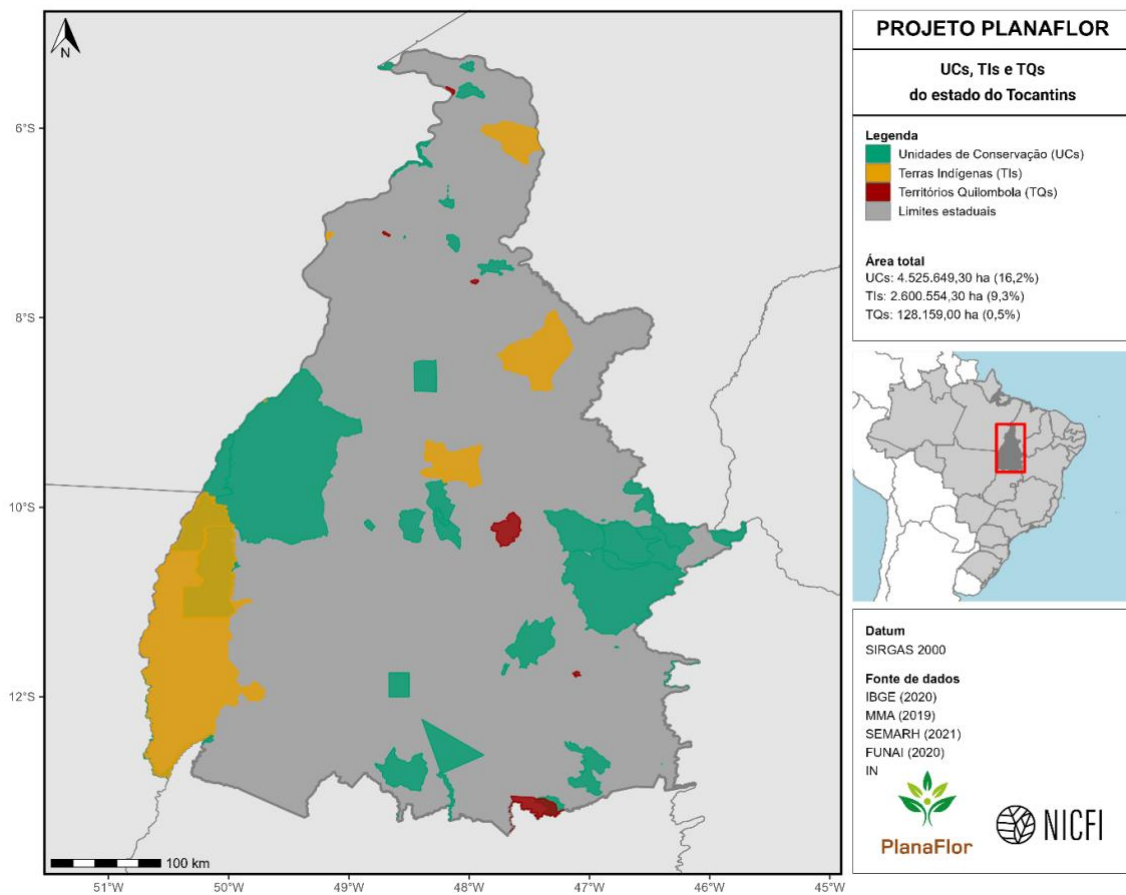 N
6°S
8°S
10°S
12°S
100 km
51°W 50°W 49°W 48°W 47°W 46°W 45°W
PROJETO PLANAFLOR
UCs, TIs e TQs
do estado do Tocantins
Legenda
Unidades de Conservação (UCs)
Terras Indígenas (TIs)
Territórios Quilombola (TQs)
Limites estaduais
Área total
UCs: 4.525.649,30 ha (16,2%)
TIs: 2.600.554,30 ha (9,3%)
TQs: 128.159,00 ha (0,5%)
Datum
SIRGAS 2000
Fonte de dados
IBGE (2020)
MMA (2019)
SEMARH (2021)
FUNAI (2020)
IN
PlanaFlor
NICFI